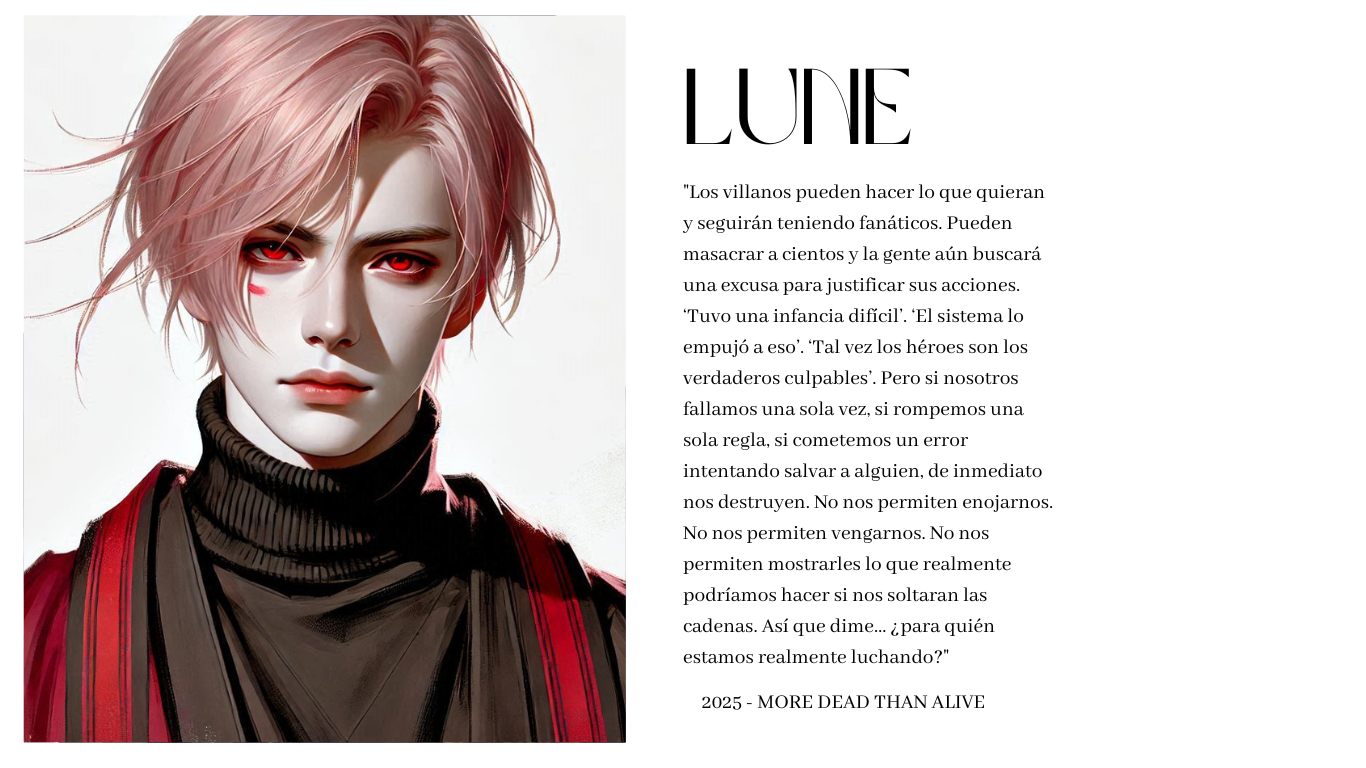 LUNE
"Los villanos pueden hacer lo que quieran
y seguirán teniendo fanáticos. Pueden
masacrar a cientos y la gente aún buscará
una excusa para justificar sus acciones.
‘Tuvo una infancia difícil’. ‘El sistema lo
empujó a eso’. ‘Tal vez los héroes son los
verdaderos culpables’. Pero si nosotros
fallamos una sola vez, si rompemos una
sola regla, si cometemos un error
intentando salvar a alguien, de inmediato
nos destruyen. No nos permiten enojarnos.
No nos permiten vengarnos. No nos
permiten mostrarles lo que realmente
podríamos hacer si nos soltaran las
cadenas. Así que dime... ¿para quién
estamos realmente luchando?"
2025 - MORE DEAD THAN ALIVE